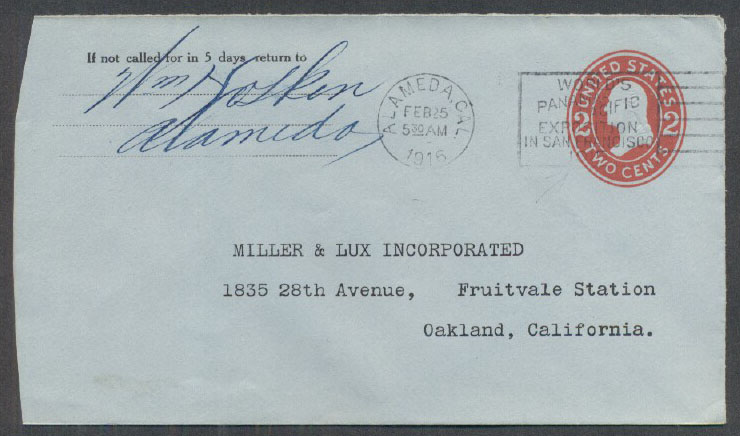 If not called for in 5 days, return to
Wm Hosken
Alameda
ALAMEDA, CAL.
FEB 25
5 30 AM
1915
WORLD'S
PANAMA PACIFIC
EXPOSITION
IN SAN FRANCISCO
UNITED STATES
2 2
TWO CENTS
MILLER & LUX INCORPORATED
1835 28th Avenue, Fruitvale Station
Oakland, California.